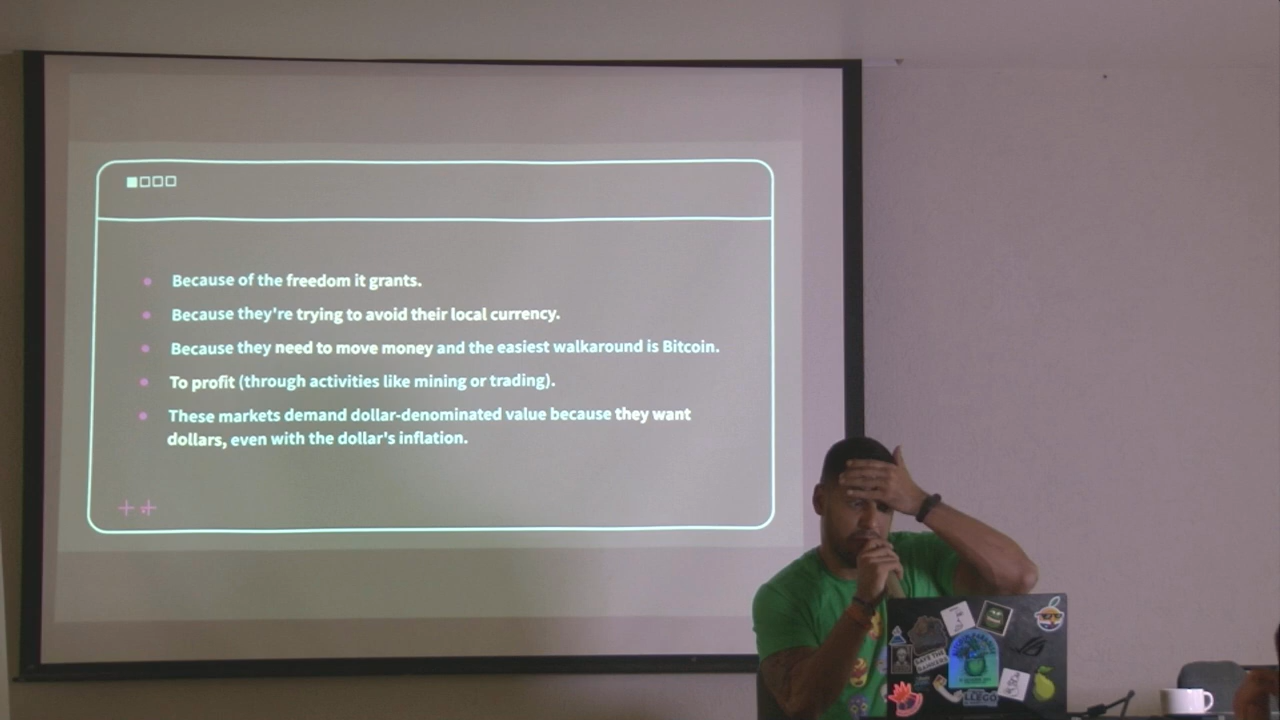 Because of the freedom it grants.
Because they're trying to avoid their local currency.
Because they need to move money and the easiest walkaround is Bitcoin.
To profit (through activities like mining or trading).
These markets demand dollar-denominated value because they want
dollars, even with the dollar's inflation.